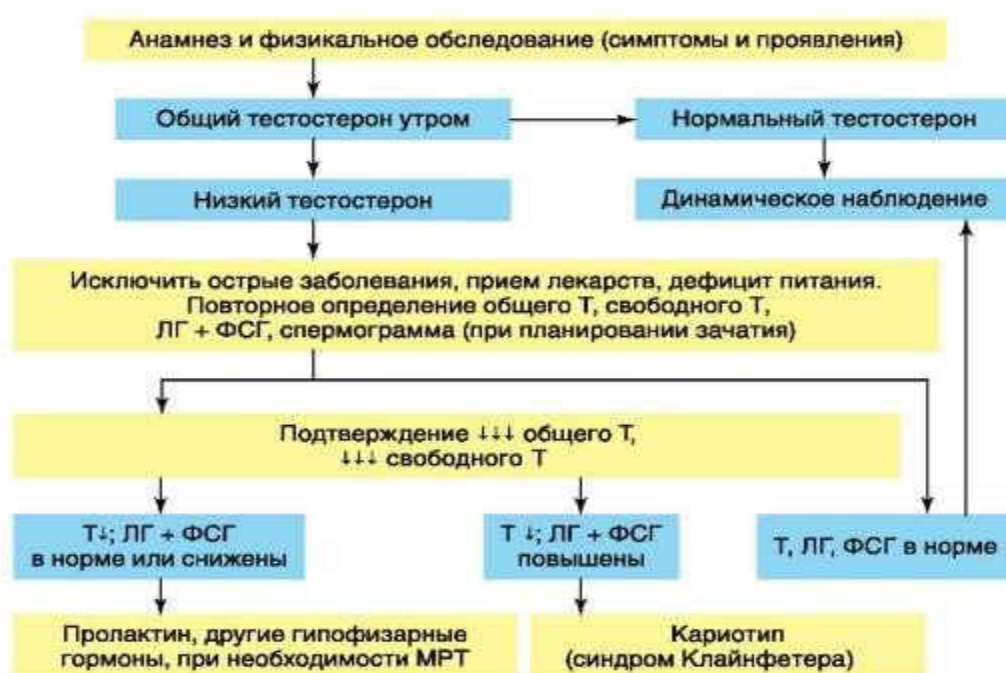 Анамнез и физикальное обследование (симптомы и проявления)
Общий тестостерон утром
Нормальный тестостерон
Низкий тестостерон
Динамическое наблюдение
Исключить острые заболевания, прием лекарств, дефицит питания.
Повторное определение общего Т, свободного Т,
ЛГ + ФСГ, спермограмма (при планировании зачатия)
Подтверждение ↓↓↓ общего Т,
↓↓↓ свободного Т
Т↓; ЛГ + ФСГ
в норме или снижены
Т ↓; ЛГ + ФСГ
повышены
Т, ЛГ, ФСГ в норме
Пролактин, другие гипофизарные
гормоны, при необходимости МРТ
Кариотип
(синдром Клайнфетера)